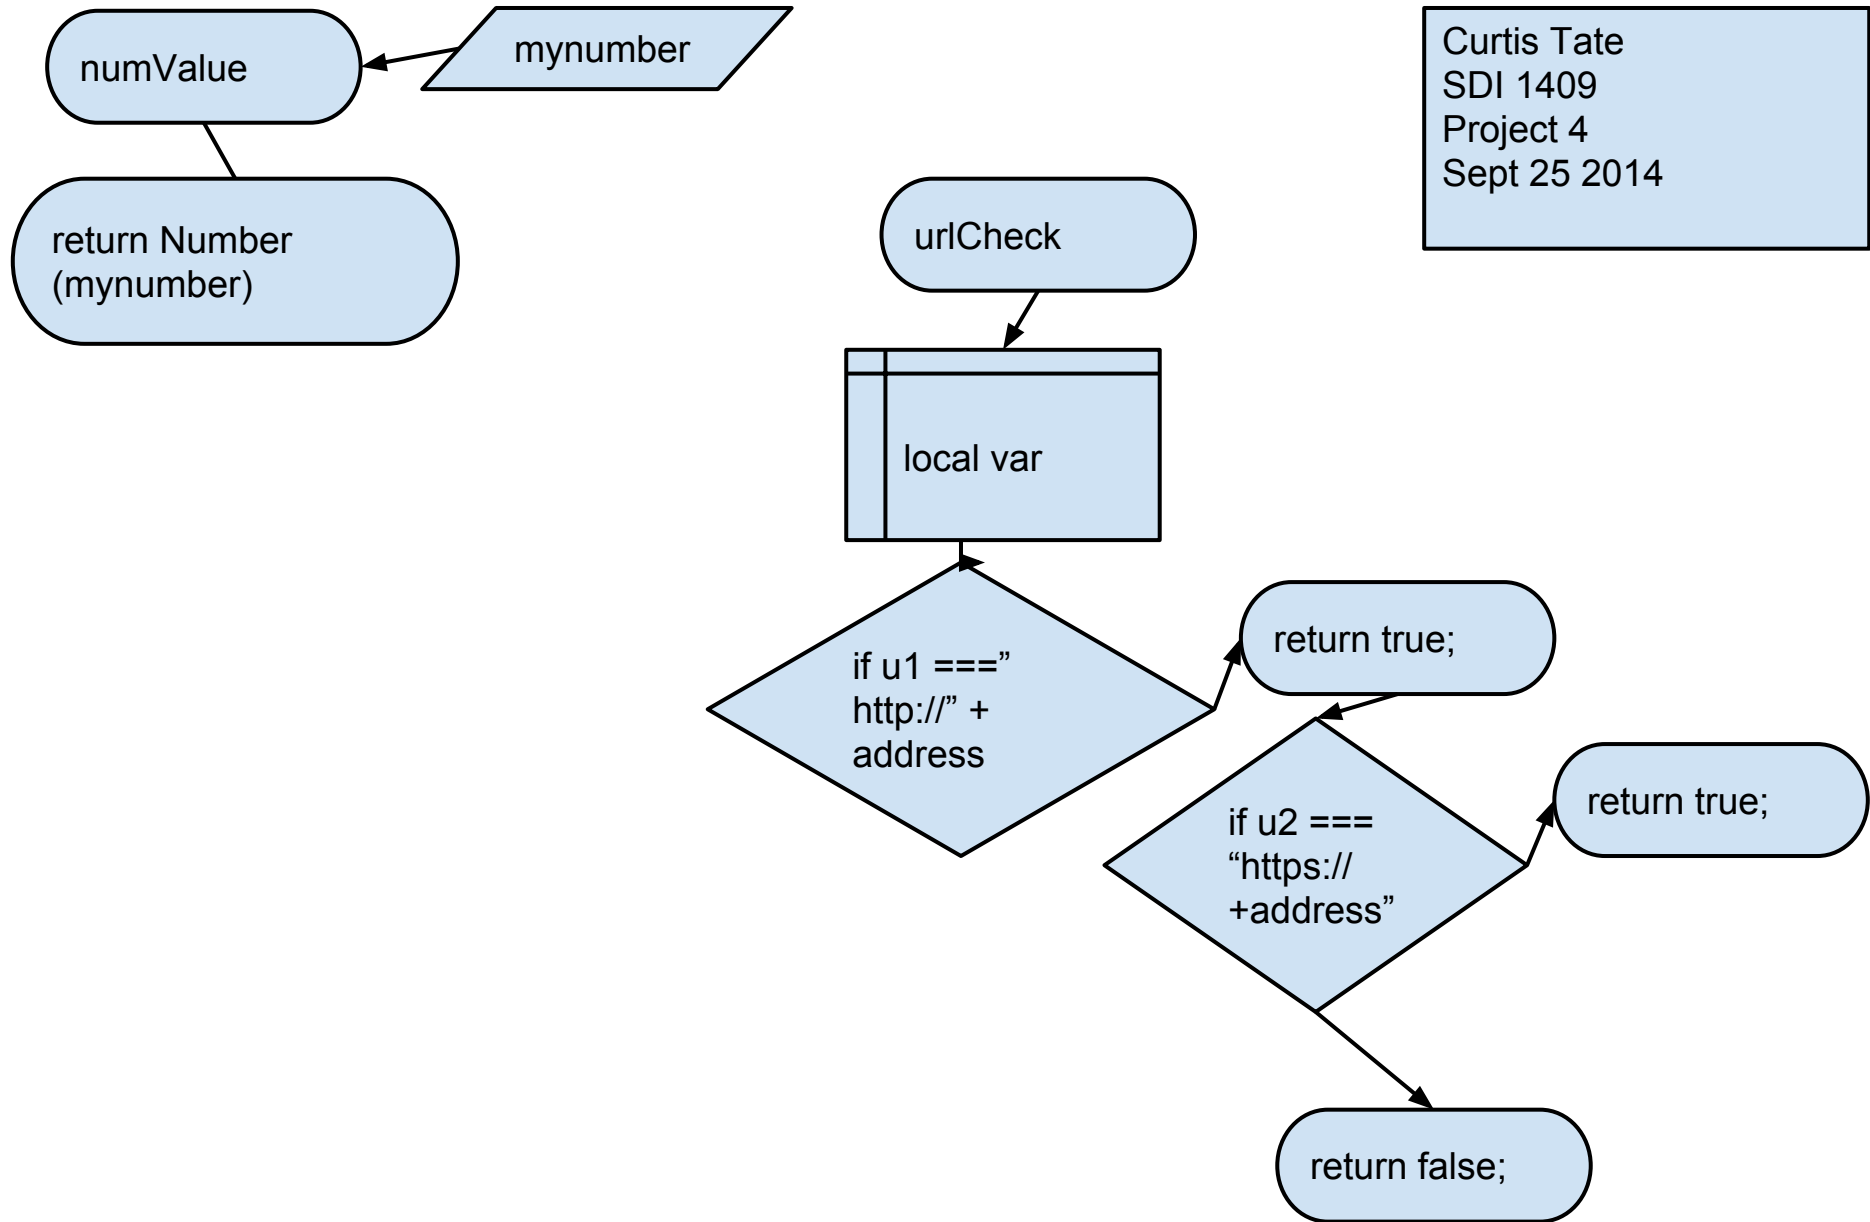 numValue
mynumber
Curtis Tate
SDI 1409
Project 4
Sept 25 2014
return Number
(mynumber)
urlCheck
local var
if u1 ===”
http://” +
address
return true;
if u2 ===
“https://
+address”
return true;
return false;